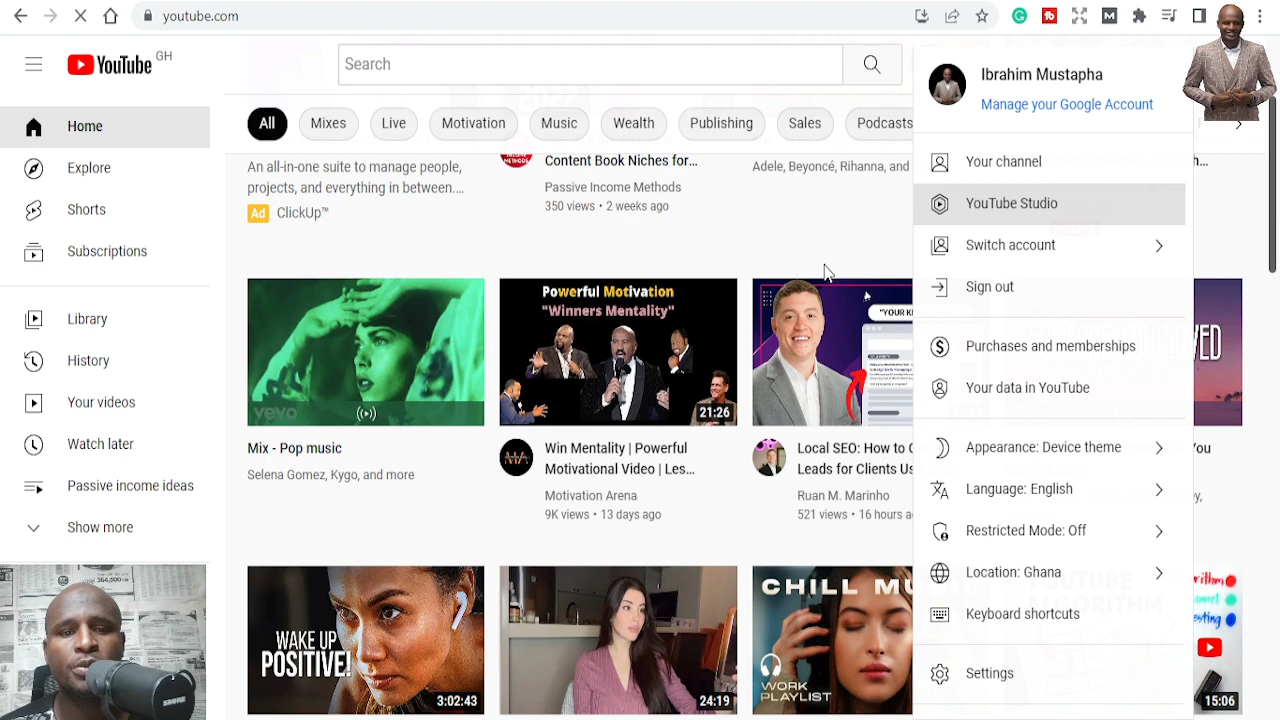 youtube.com
YouTube
GH
Search
All
Mixes
Live
Motivation
Music
Wealth
Publishing
Sales
Podcasts
Home
Explore
Shorts
Subscriptions
Library
History
Your videos
Watch later
Passive income ideas
Show more
An all-in-one suite to manage people,
projects, and everything in between....
Ad ClickUp™
Content Book Niches for...
Passive Income Methods
350 views • 2 weeks ago
Adele, Beyoncé, Rihanna, and
vevo
Mix - Pop music
Selena Gomez, Kygo, and more
Powerful Motivation
"Winners Mentality"
21:26
Win Mentality | Powerful
Motivational Video | Les...
Motivation Arena
9K views • 13 days ago
Local SEO: How to
Leads for Clients
Ruan M. Marinho
521 views • 16 hours
WAKE UP
POSITIVE!
3:02:43
24:19
CHILL
WORK
PLAYLIST
15:06
Ibrahim Mustapha
Manage your Google Account
Your channel
YouTube Studio
Switch account
Sign out
Purchases and memberships
Your data in YouTube
Appearance: Device theme
Language: English
Restricted Mode: Off
Location: Ghana
Keyboard shortcuts
Settings
YOUTUBE
ALGORITHM
SHURE